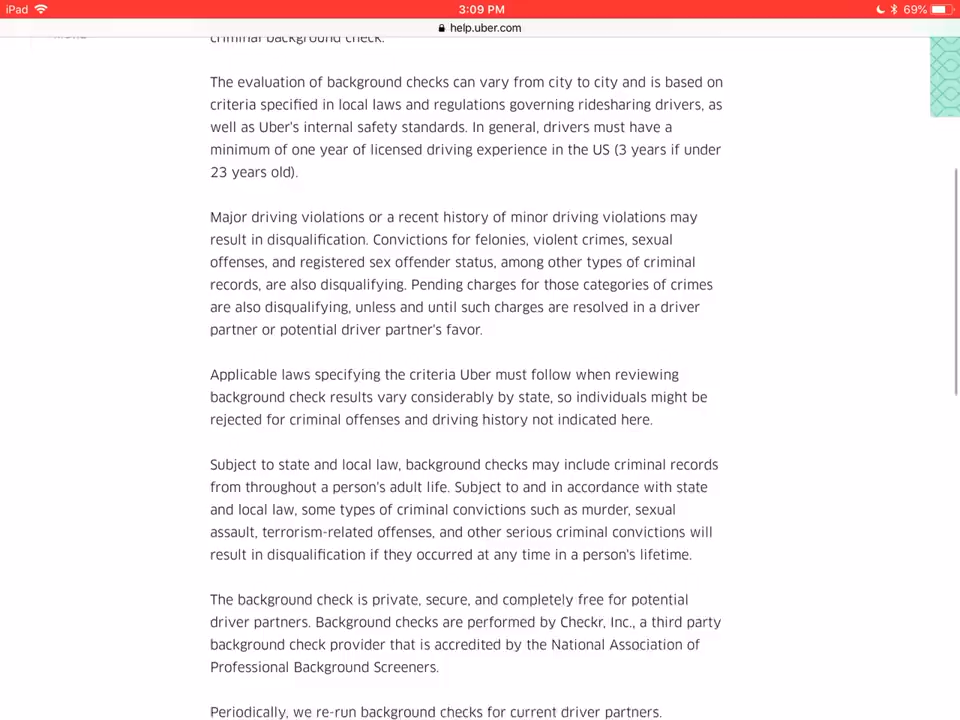 iPad 3:09 PM 69%
help.uber.com
criminal background check.
The evaluation of background checks can vary from city to city and is based on
criteria specified in local laws and regulations governing ridesharing drivers, as
well as Uber's internal safety standards. In general, drivers must have a
minimum of one year of licensed driving experience in the US (3 years if under
23 years old).
Major driving violations or a recent history of minor driving violations may
result in disqualification. Convictions for felonies, violent crimes, sexual
offenses, and registered sex offender status, among other types of criminal
records, are also disqualifying. Pending charges for those categories of crimes
are also disqualifying, unless and until such charges are resolved in a driver
partner or potential driver partner's favor.
Applicable laws specifying the criteria Uber must follow when reviewing
background check results vary considerably by state, so individuals might be
rejected for criminal offenses and driving history not indicated here.
Subject to state and local law, background checks may include criminal records
from throughout a person's adult life. Subject to and in accordance with state
and local law, some types of criminal convictions such as murder, sexual
assault, terrorism-related offenses, and other serious criminal convictions will
result in disqualification if they occurred at any time in a person's lifetime.
The background check is private, secure, and completely free for potential
driver partners. Background checks are performed by Checkr, Inc., a third party
background check provider that is accredited by the National Association of
Professional Background Screeners.
Periodically, we re-run background checks for current driver partners.